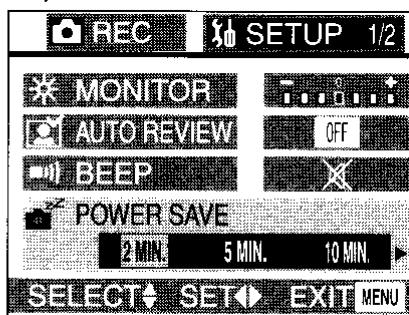 REC SETUP 1/2
MONITOR - 0 +
AUTO REVIEW OFF
BEEP
POWER SAVE
2 MIN. 5 MIN. 10 MIN.
SELECT SET EXIT MENU